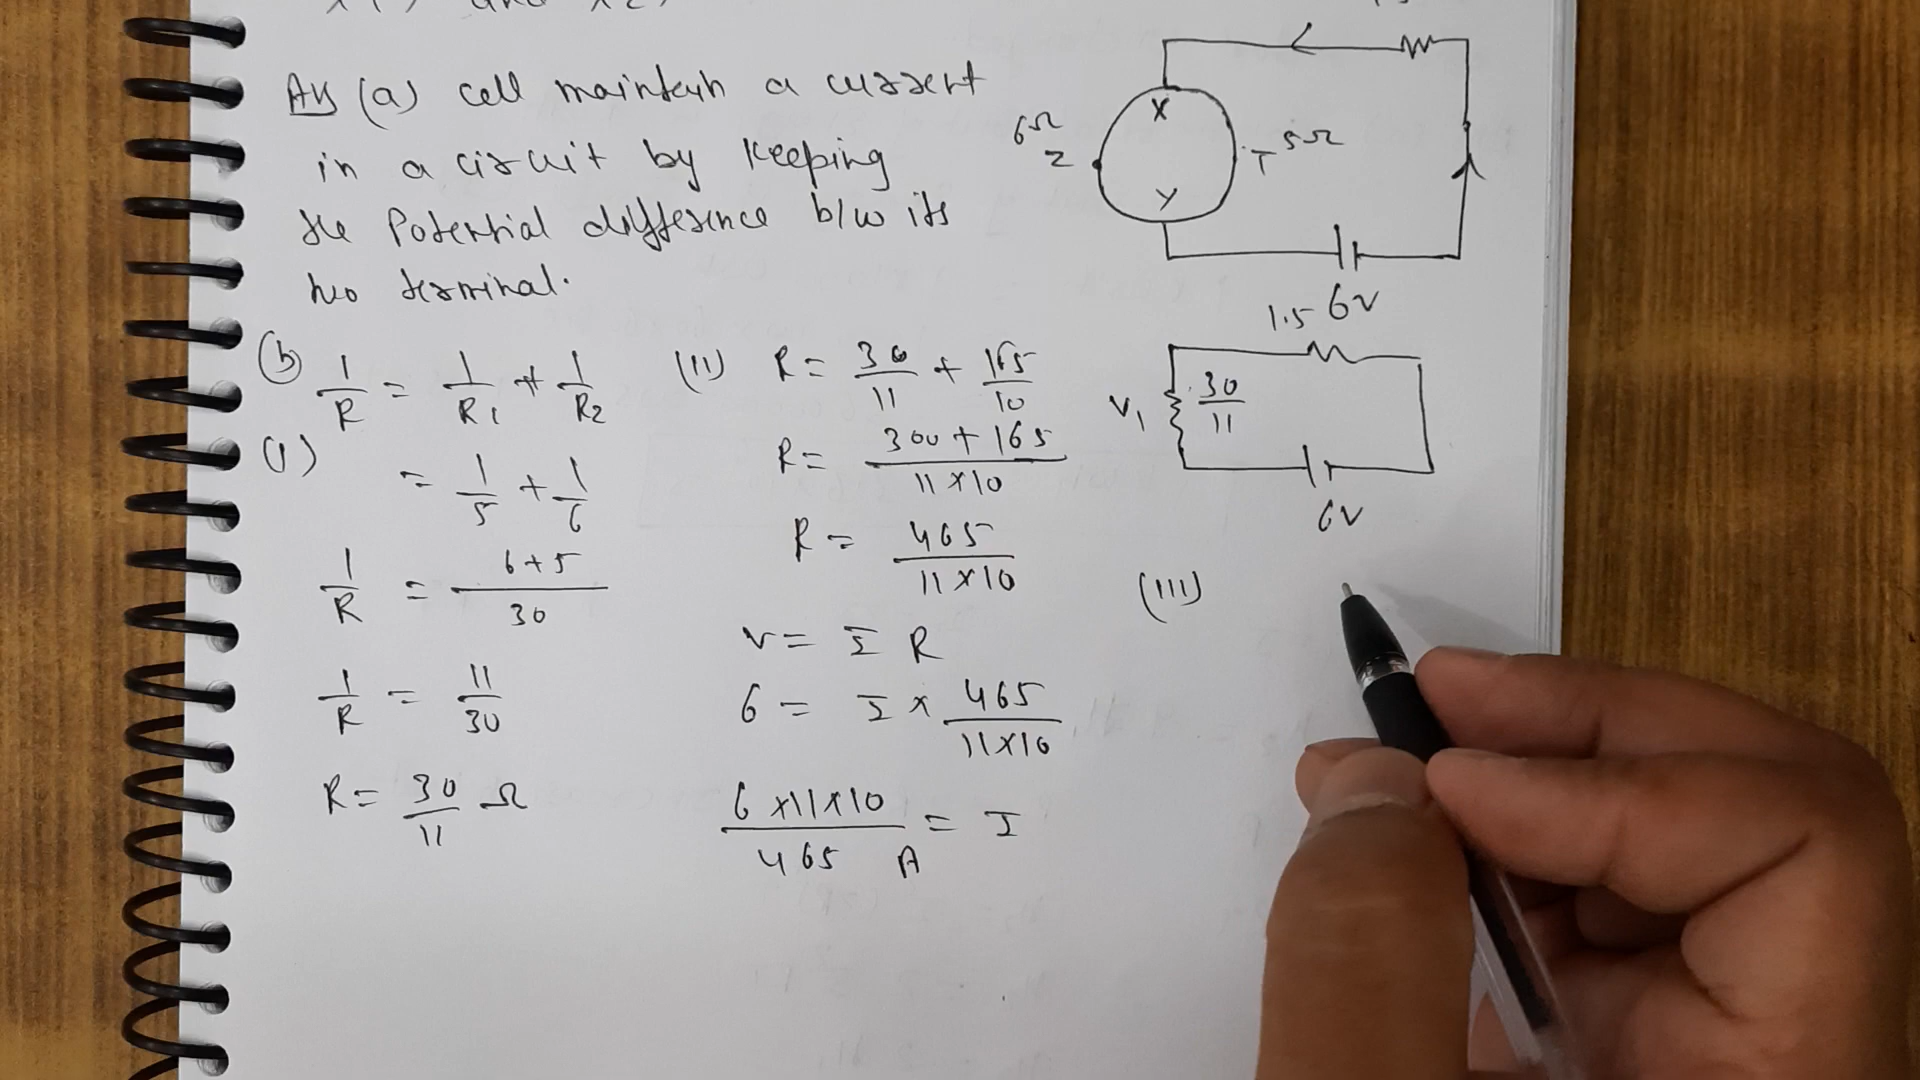 Ans (a) cell maintain a current
in a circuit by keeping
the Potential difference b/w its
two terminal.
(b) 1/R = 1/R1 + 1/R2
(1)
= 1/5 + 1/6
1/R = 6+5/30
1/R = 11/30
R = 30/11 Ω
(11) R = 30/11 + 165/10
R = 300 + 165/11×10
R = 465/11×10
V = I R
6 = I × 465/11×10
6×11×10/465 A = I
X
6Ω
Z
T 5Ω
Y
6V
1.5
V1
30/11
6V
(111)